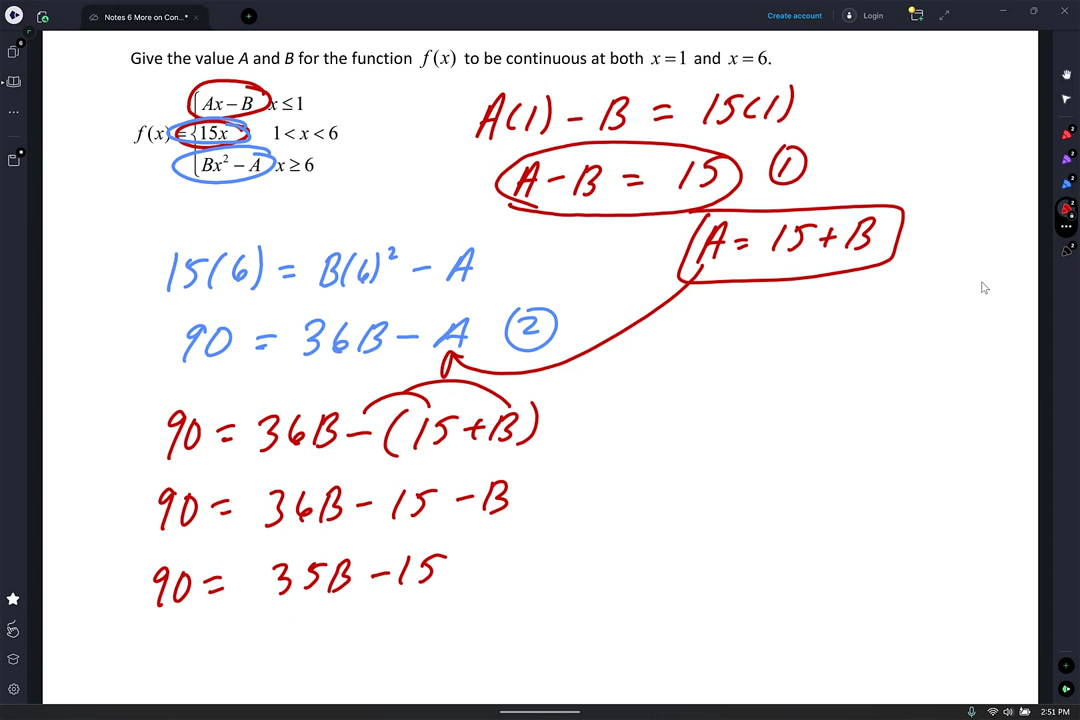 Notes 6 More on Con...*
Create account
Login
Give the value A and B for the function f(x) to be continuous at both x = 1 and x = 6.
f(x) = { Ax − B x ≤ 1
15x 1 < x < 6
Bx² − A x ≥ 6
A(1) − B = 15(1)
A − B = 15 ①
A = 15 + B
15(6) = B(6)² − A
90 = 36B − A ②
90 = 36B − (15 + B)
90 = 36B − 15 − B
90 = 35B − 15
2:51 PM